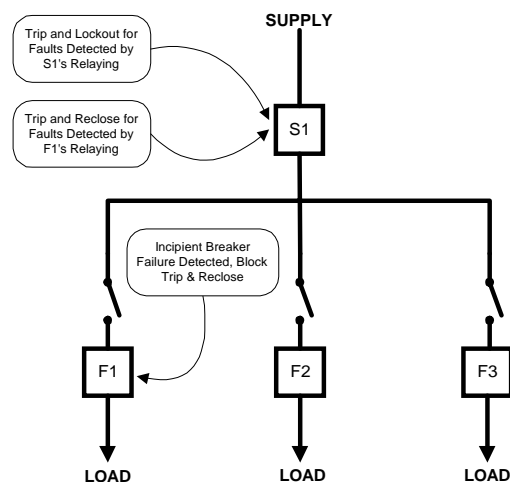 SUPPLY
Trip and Lockout for
Faults Detected by
S1's Relaying
Trip and Reclose for
Faults Detected by
F1's Relaying
S1
Incipient Breaker
Failure Detected, Block
Trip & Reclose
F1
F2
F3
LOAD
LOAD
LOAD